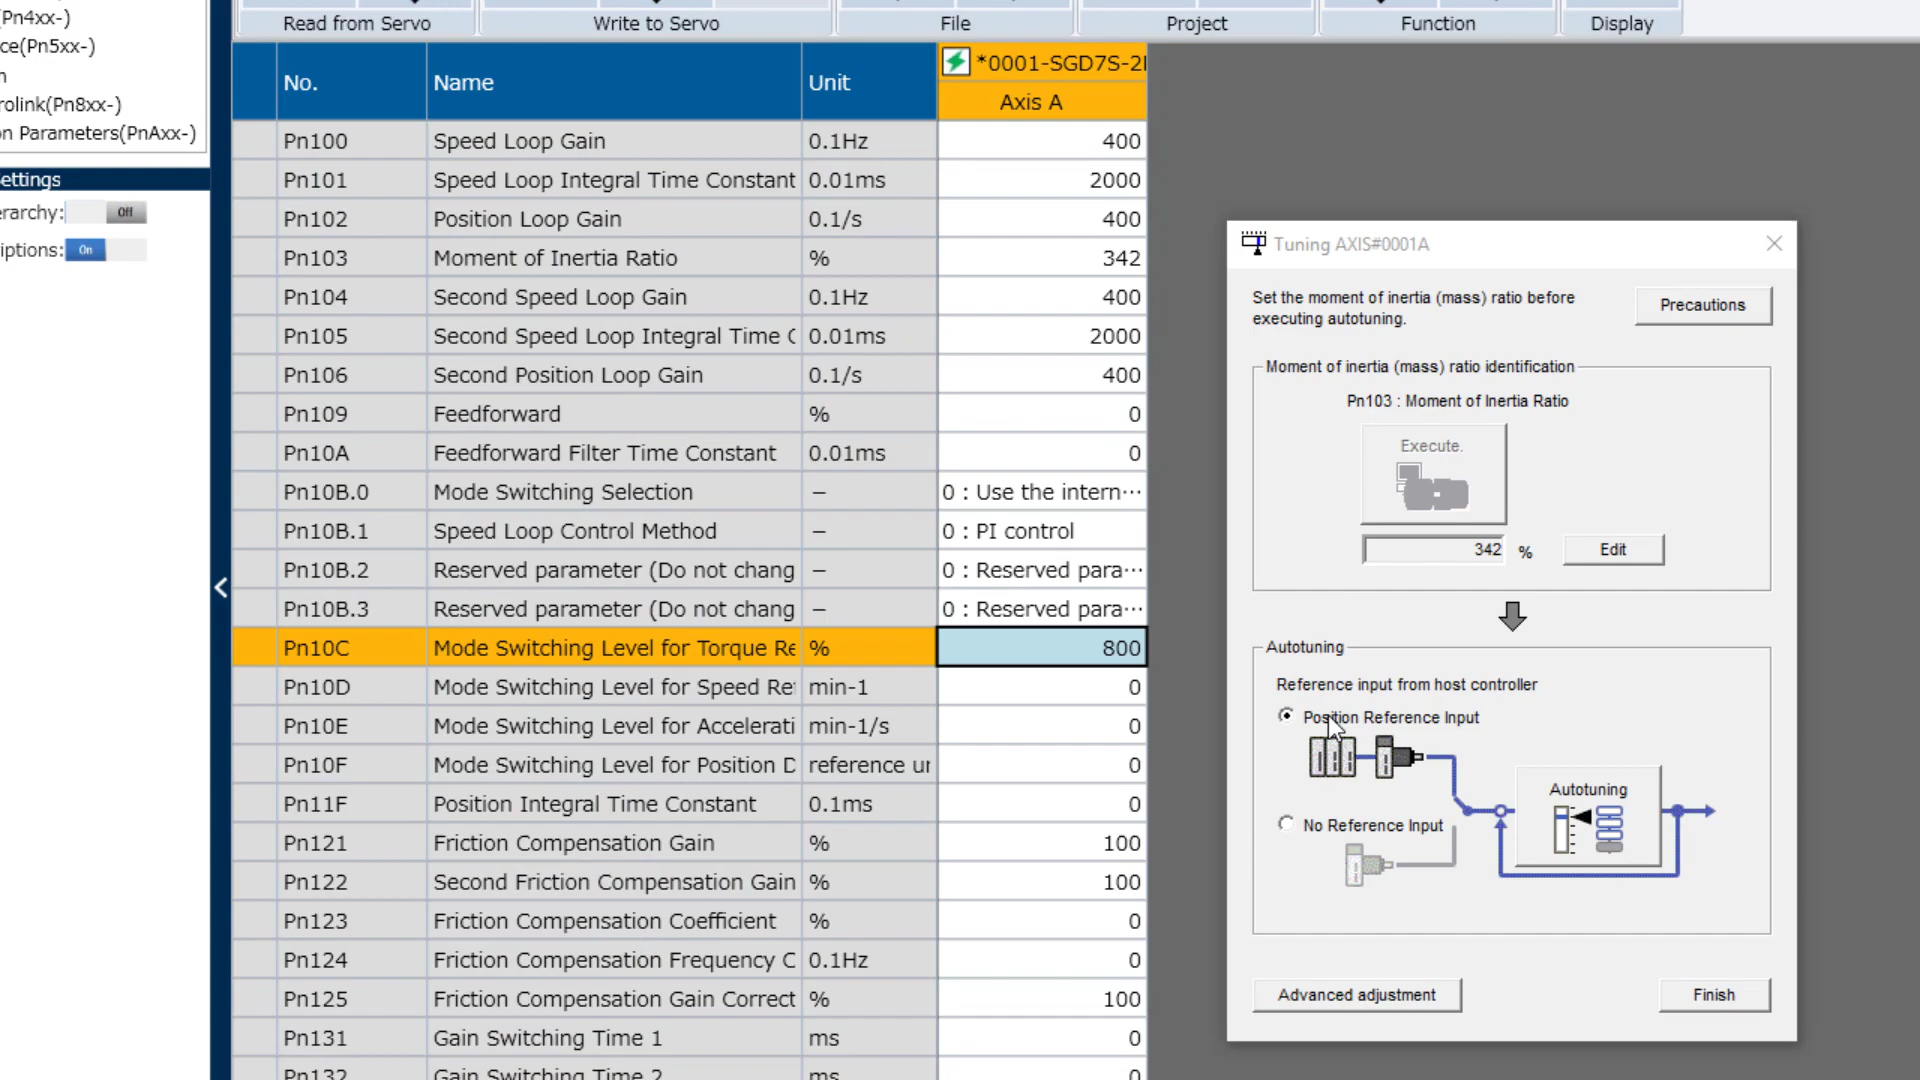 (Pn4xx-)
ce(Pn5xx-)
n
rolink(Pn8xx-)
on Parameters(PnAxx-)
ettings
erarchy: Off
iptions: On
Read from Servo
Write to Servo
File
Project
Function
Display
No. Name Unit *0001-SGD7S-2
Axis A
Pn100 Speed Loop Gain 0.1Hz 400
Pn101 Speed Loop Integral Time Constant 0.01ms 2000
Pn102 Position Loop Gain 0.1/s 400
Pn103 Moment of Inertia Ratio % 342
Pn104 Second Speed Loop Gain 0.1Hz 400
Pn105 Second Speed Loop Integral Time C 0.01ms 2000
Pn106 Second Position Loop Gain 0.1/s 400
Pn109 Feedforward % 0
Pn10A Feedforward Filter Time Constant 0.01ms 0
Pn10B.0 Mode Switching Selection – 0 : Use the intern···
Pn10B.1 Speed Loop Control Method – 0 : PI control
Pn10B.2 Reserved parameter (Do not chang – 0 : Reserved para···
Pn10B.3 Reserved parameter (Do not chang – 0 : Reserved para···
Pn10C Mode Switching Level for Torque Re % 800
Pn10D Mode Switching Level for Speed Re min-1 0
Pn10E Mode Switching Level for Accelerati min-1/s 0
Pn10F Mode Switching Level for Position D reference ur 0
Pn11F Position Integral Time Constant 0.1ms 0
Pn121 Friction Compensation Gain % 100
Pn122 Second Friction Compensation Gain % 100
Pn123 Friction Compensation Coefficient % 0
Pn124 Friction Compensation Frequency C 0.1Hz 0
Pn125 Friction Compensation Gain Correct % 100
Pn131 Gain Switching Time 1 ms 0
Pn132 Gain Switching Time 2 ms 0
Tuning AXIS#0001A
Set the moment of inertia (mass) ratio before
executing autotuning.
Precautions
Moment of inertia (mass) ratio identification
Pn103 : Moment of Inertia Ratio
Execute.
342 % Edit
Autotuning
Reference input from host controller
Position Reference Input
Autotuning
No Reference Input
Advanced adjustment
Finish